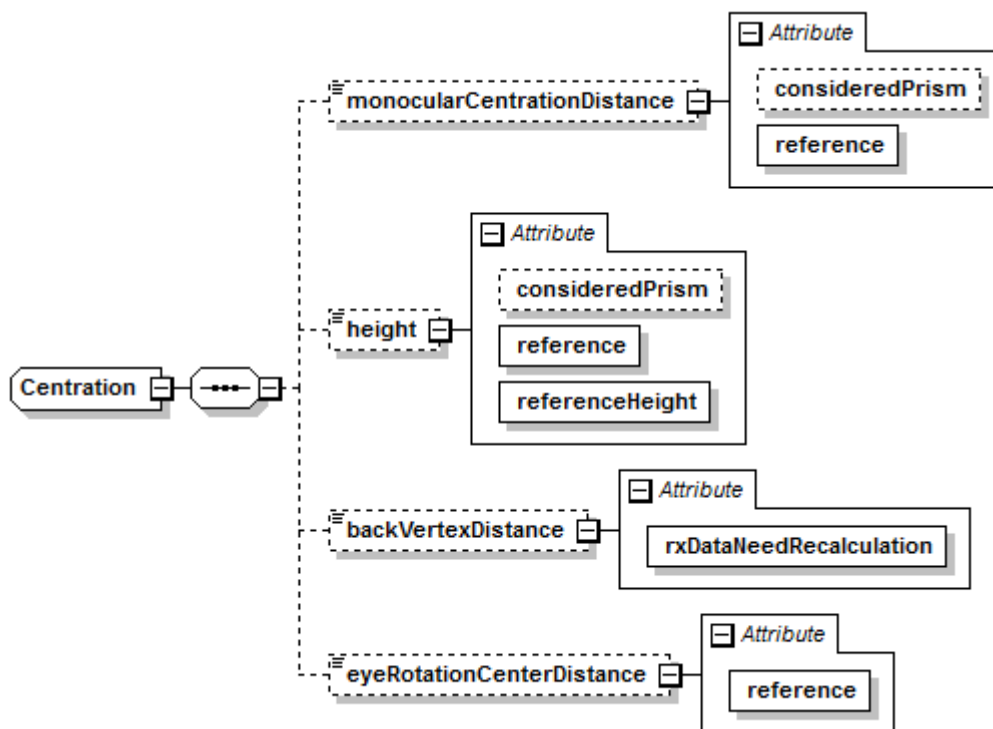 Attribute
monocularCentrationDistance
consideredPrism
reference
Attribute
consideredPrism
height
reference
Centration
referenceHeight
Attribute
backVertexDistance
rxDataNeedRecalculation
Attribute
eyeRotationCenterDistance
reference